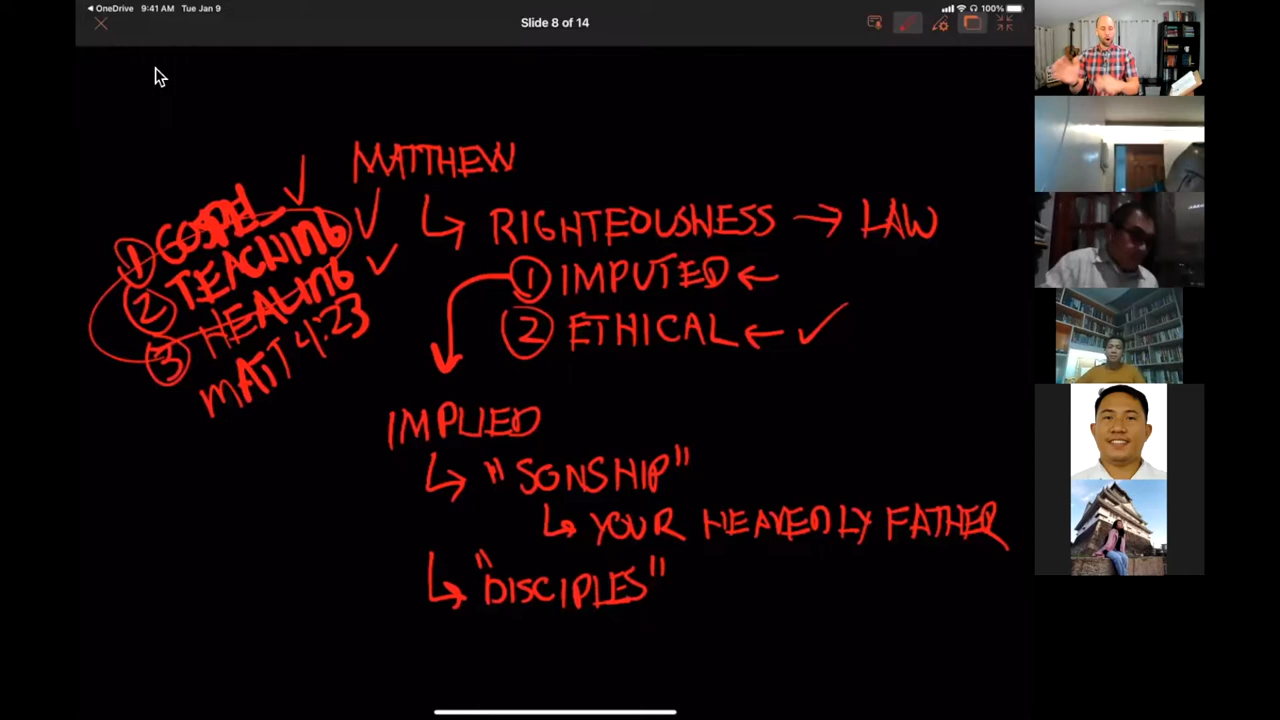 OneDrive 9:41 AM Tue Jan 9
100%
Slide 8 of 14
MATTHEW
↳ RIGHTEOUSNESS → LAW
① IMPUTED ←
② ETHICAL ← ✓
① GOSPEL ✓
② TEACHING ✓
③ HEALING ✓
MATT 4:23
IMPLIED
↳ "SONSHIP"
↳ YOUR HEAVENLY FATHER
↳ "DISCIPLES"